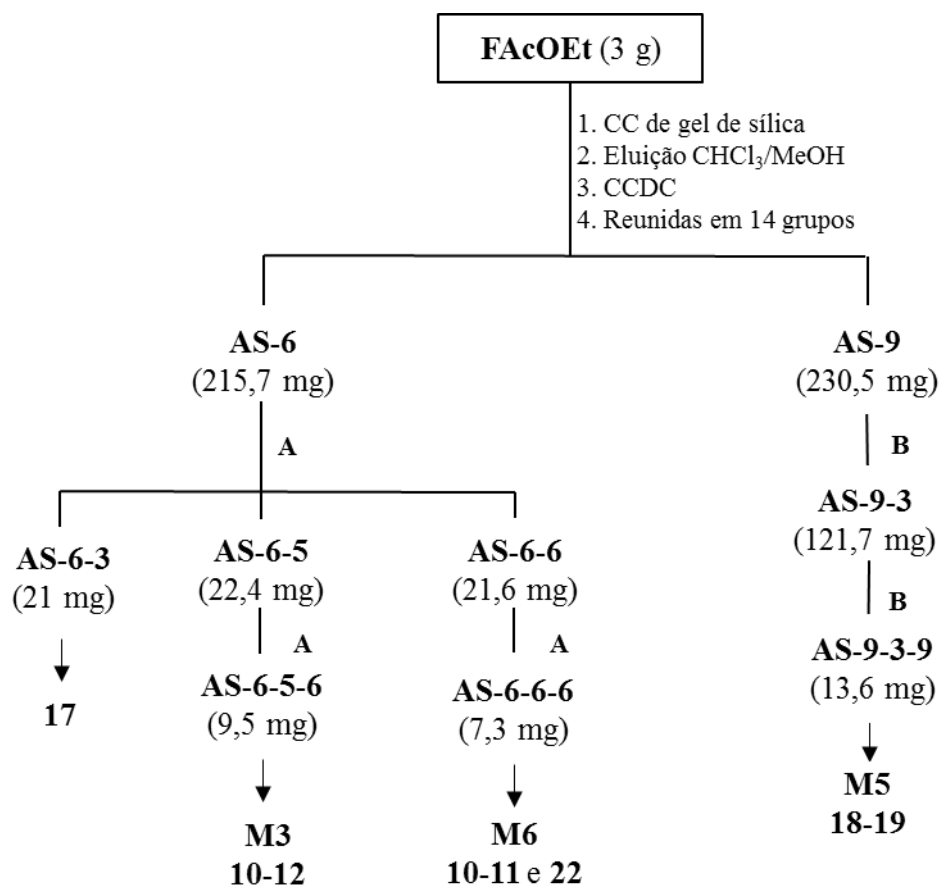 FAcOEt (3 g)
1. CC de gel de sílica
2. Eluição CHCl₃/MeOH
3. CCDC
4. Reunidas em 14 grupos
AS-6
(215,7 mg)
A
AS-6-3
(21 mg)
17
AS-6-5
(22,4 mg)
A
AS-6-5-6
(9,5 mg)
M3
10-12
AS-6-6
(21,6 mg)
A
AS-6-6-6
(7,3 mg)
M6
10-11 e 22
AS-9
(230,5 mg)
B
AS-9-3
(121,7 mg)
B
AS-9-3-9
(13,6 mg)
M5
18-19